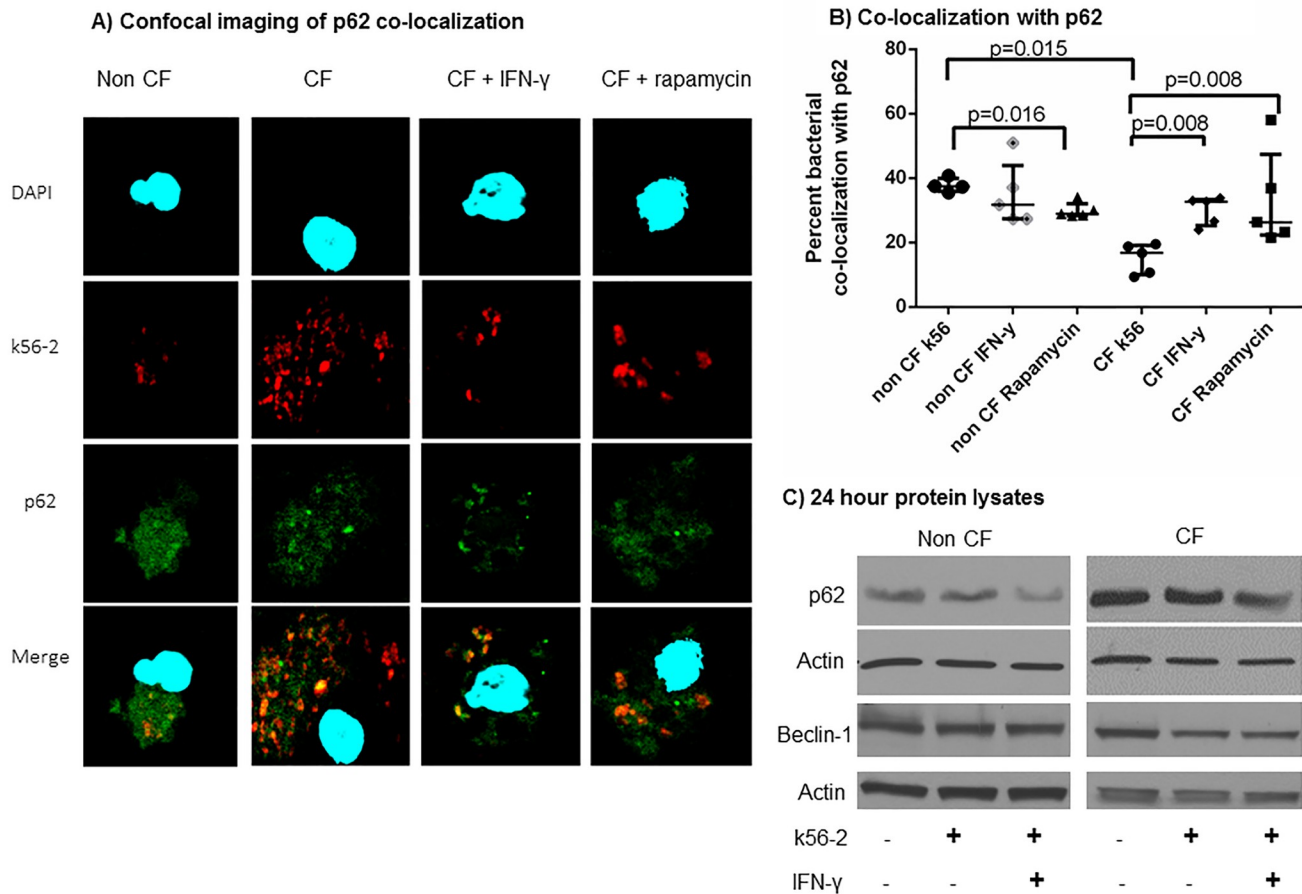 A) Confocal imaging of p62 co-localization
Non CF CF CF + IFN-γ CF + rapamycin
DAPI
k56-2
p62
Merge
B) Co-localization with p62
Percent bacterial
co-localization with p62
80
60
40
20
0
p=0.015
p=0.008
p=0.016
p=0.008
non CF k56
non CF IFN-y
non CF Rapamycin
CF k56
CF IFN-y
CF Rapamycin
C) 24 hour protein lysates
Non CF CF
p62
Actin
Beclin-1
Actin
k56-2 - + + - + +
IFN-γ - - + - - +